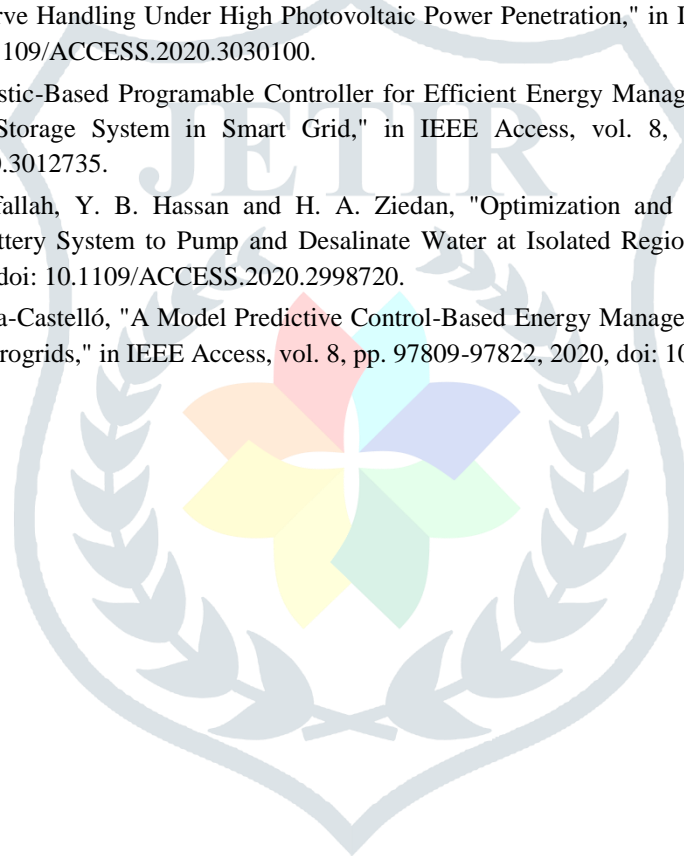 rve Handling Under High Photovoltaic Power Penetration," in I
109/ACCESS.2020.3030100.
stic-Based Programable Controller for Efficient Energy Manag
Storage System in Smart Grid," in IEEE Access, vol. 8,
0.3012735.
fallah, Y. B. Hassan and H. A. Ziedan, "Optimization and
ttery System to Pump and Desalinate Water at Isolated Regio
doi: 10.1109/ACCESS.2020.2998720.
a-Castelló, "A Model Predictive Control-Based Energy Manage
rogrids," in IEEE Access, vol. 8, pp. 97809-97822, 2020, doi: 10
JETIR